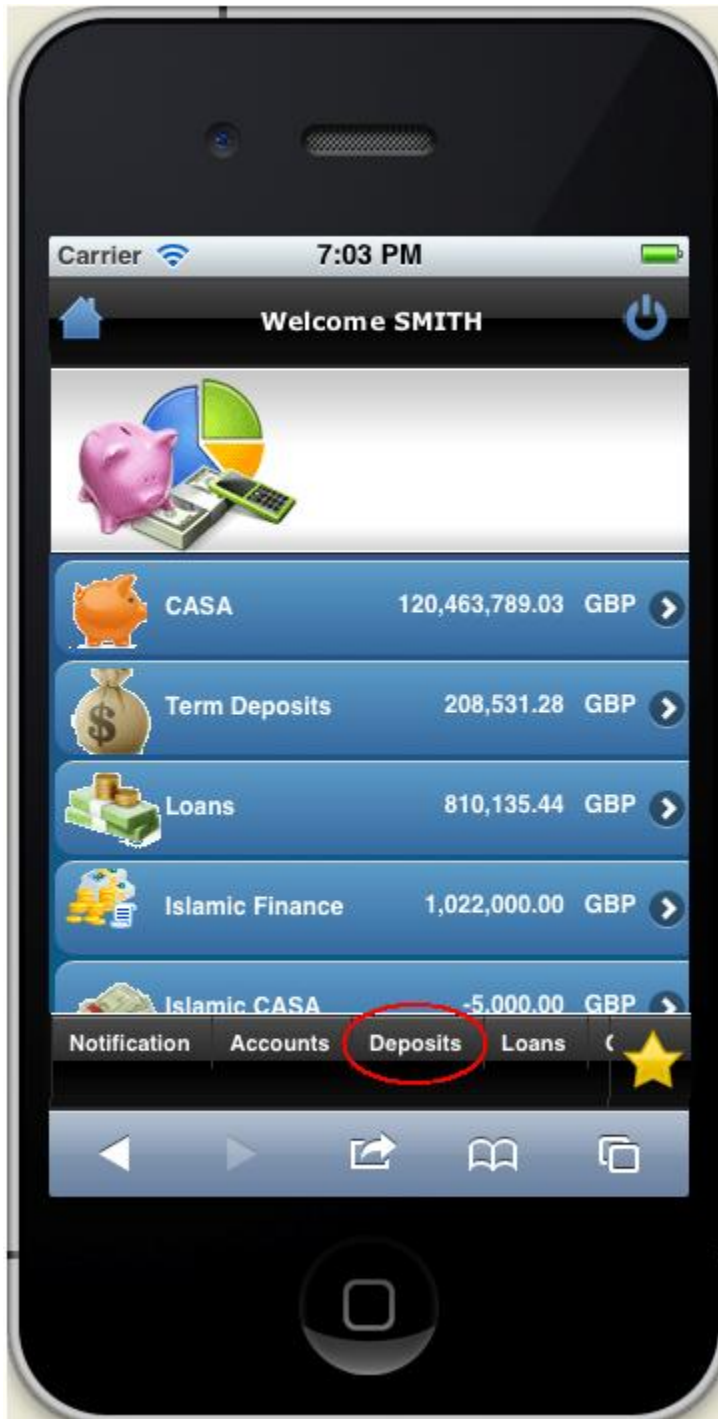 Carrier 7:03 PM
Welcome SMITH
CASA 120,463,789.03 GBP
$
Term Deposits 208,531.28 GBP
Loans 810,135.44 GBP
Islamic Finance 1,022,000.00 GBP
Islamic CASA -5,000.00 GBP
Notification Accounts Deposits Loans